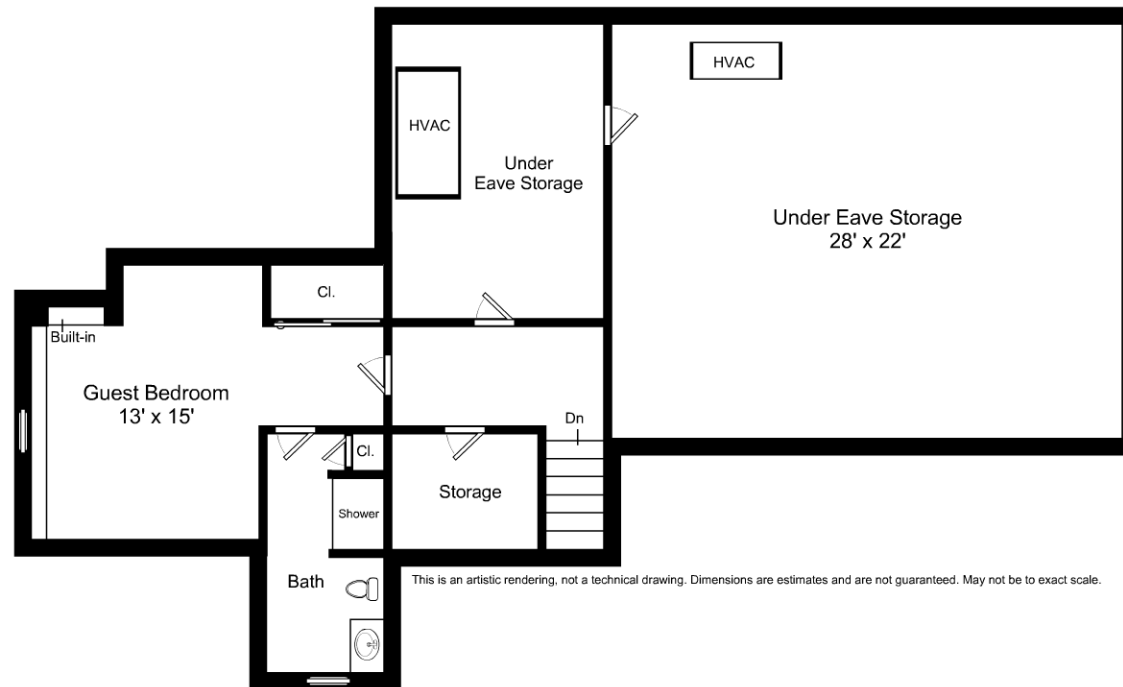 HVAC
HVAC
Under
Eave Storage
Under Eave Storage
28' x 22'
Cl.
Built-in
Guest Bedroom
13' x 15'
Dn
Cl.
Storage
Shower
Bath
This is an artistic rendering, not a technical drawing. Dimensions are estimates and are not guaranteed. May not be to exact scale.